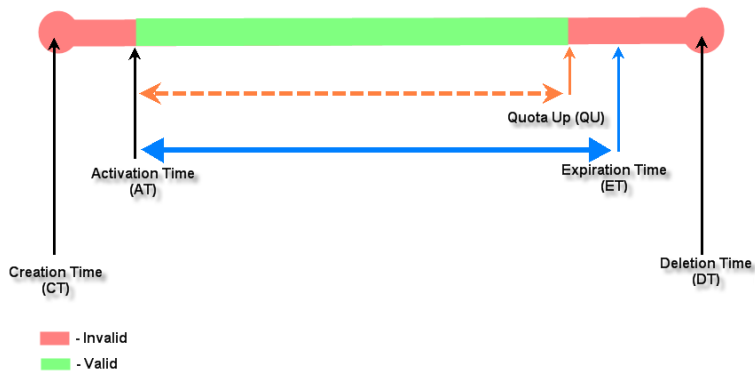 Quota Up (QU)
Activation Time
(AT)
Expiration Time
(ET)
Creation Time
(CT)
Deletion Time
(DT)
- Invalid
- Valid